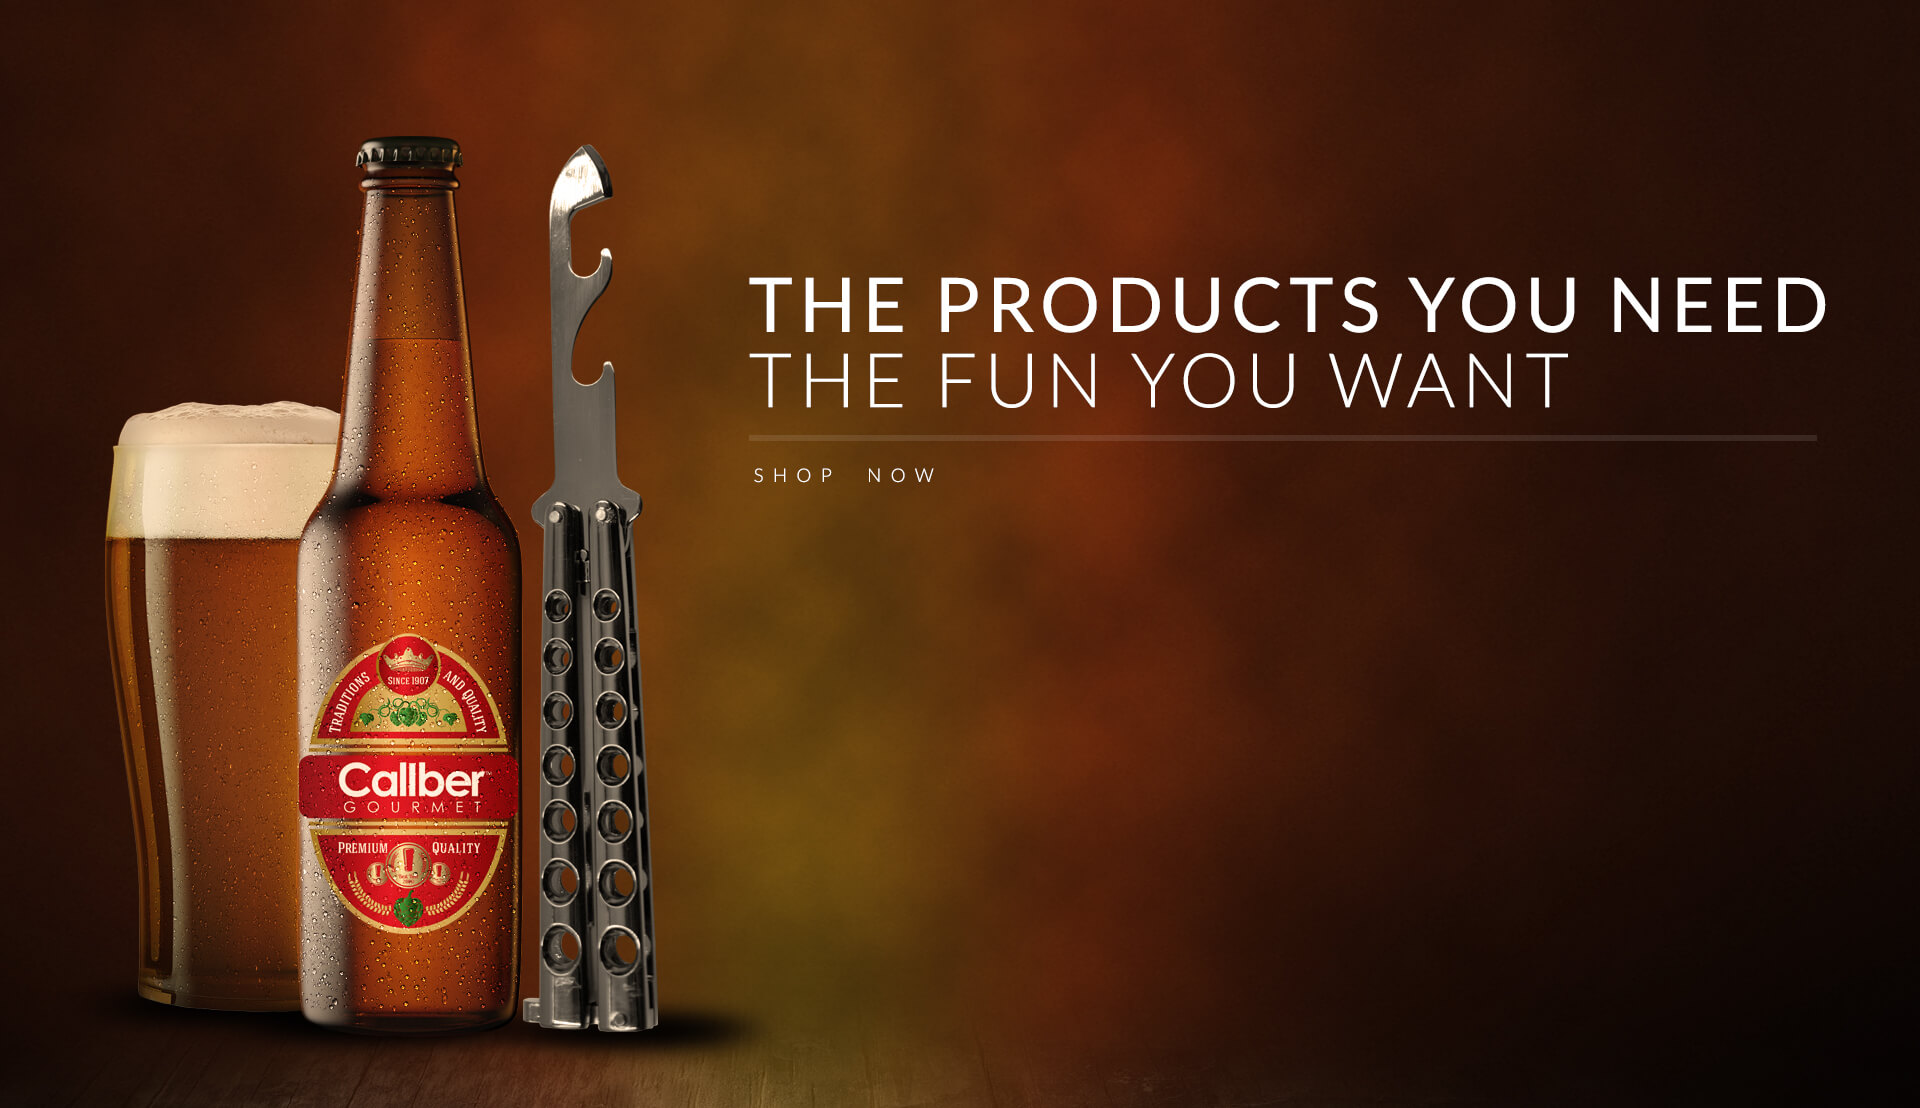 THE PRODUCTS YOU NEED
THE FUN YOU WANT
SHOP NOW
SINCE 1907
TRADITIONS AND QUALITY
CalIber
GOURMET
PREMIUM QUALITY